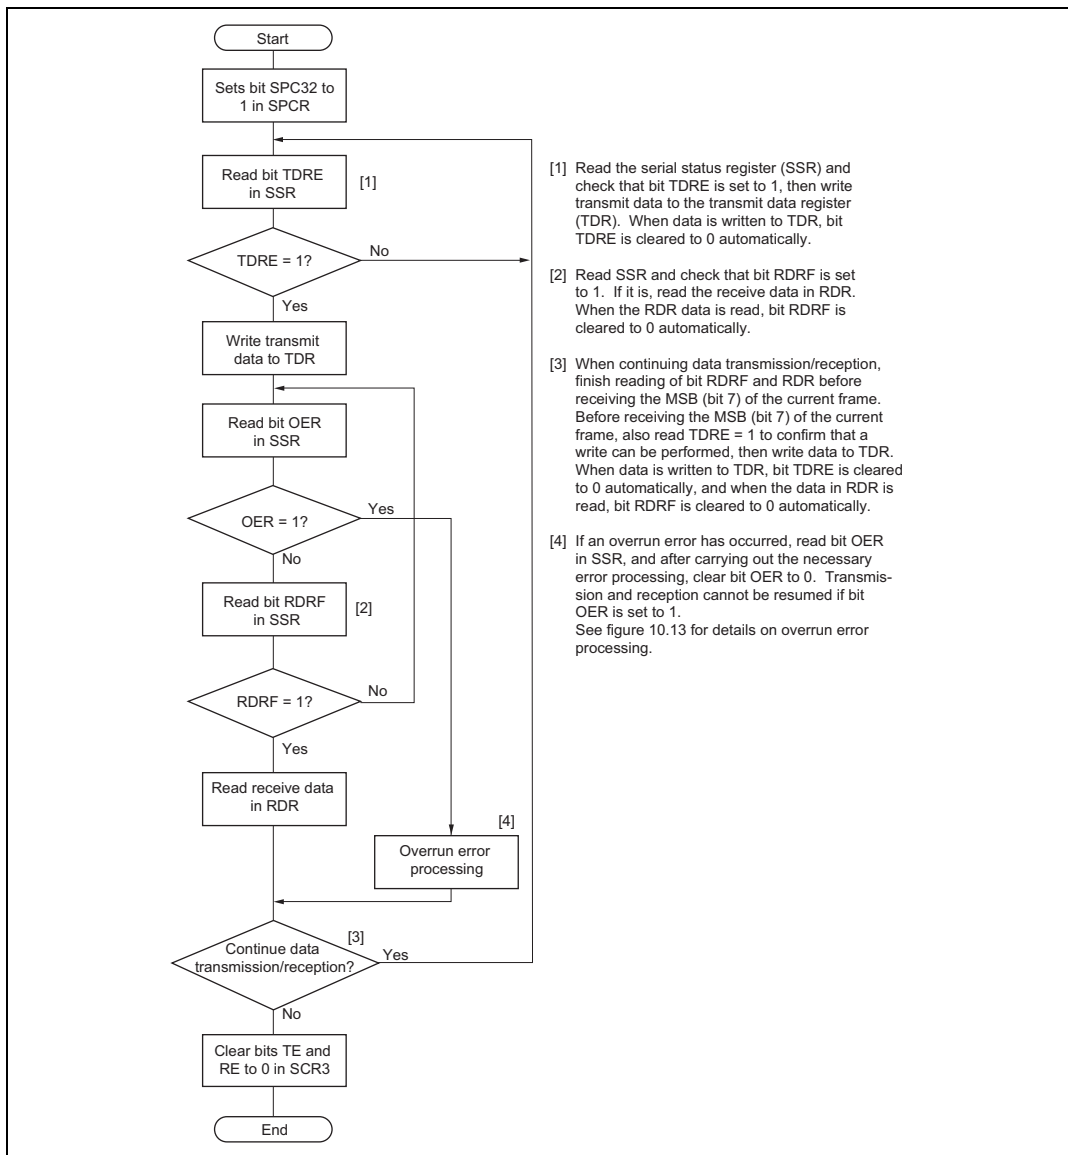 Start
Sets bit SPC32 to
1 in SPCR
Read bit TDRE
in SSR
[1]
TDRE = 1?
No
Yes
Write transmit
data to TDR
Read bit OER
in SSR
OER = 1?
Yes
No
Read bit RDRF
in SSR
[2]
RDRF = 1?
No
Yes
Read receive data
in RDR
[4]
Overrun error
processing
[3]
Continue data
transmission/reception?
Yes
No
Clear bits TE and
RE to 0 in SCR3
End
[1] Read the serial status register (SSR) and
check that bit TDRE is set to 1, then write
transmit data to the transmit data register
(TDR). When data is written to TDR, bit
TDRE is cleared to 0 automatically.
[2] Read SSR and check that bit RDRF is set
to 1. If it is, read the receive data in RDR.
When the RDR data is read, bit RDRF is
cleared to 0 automatically.
[3] When continuing data transmission/reception,
finish reading of bit RDRF and RDR before
receiving the MSB (bit 7) of the current frame.
Before receiving the MSB (bit 7) of the current
frame, also read TDRE = 1 to confirm that a
write can be performed, then write data to TDR.
When data is written to TDR, bit TDRE is cleared
to 0 automatically, and when the data in RDR is
read, bit RDRF is cleared to 0 automatically.
[4] If an overrun error has occurred, read bit OER
in SSR, and after carrying out the necessary
error processing, clear bit OER to 0. Transmis-
sion and reception cannot be resumed if bit
OER is set to 1.
See figure 10.13 for details on overrun error
processing.